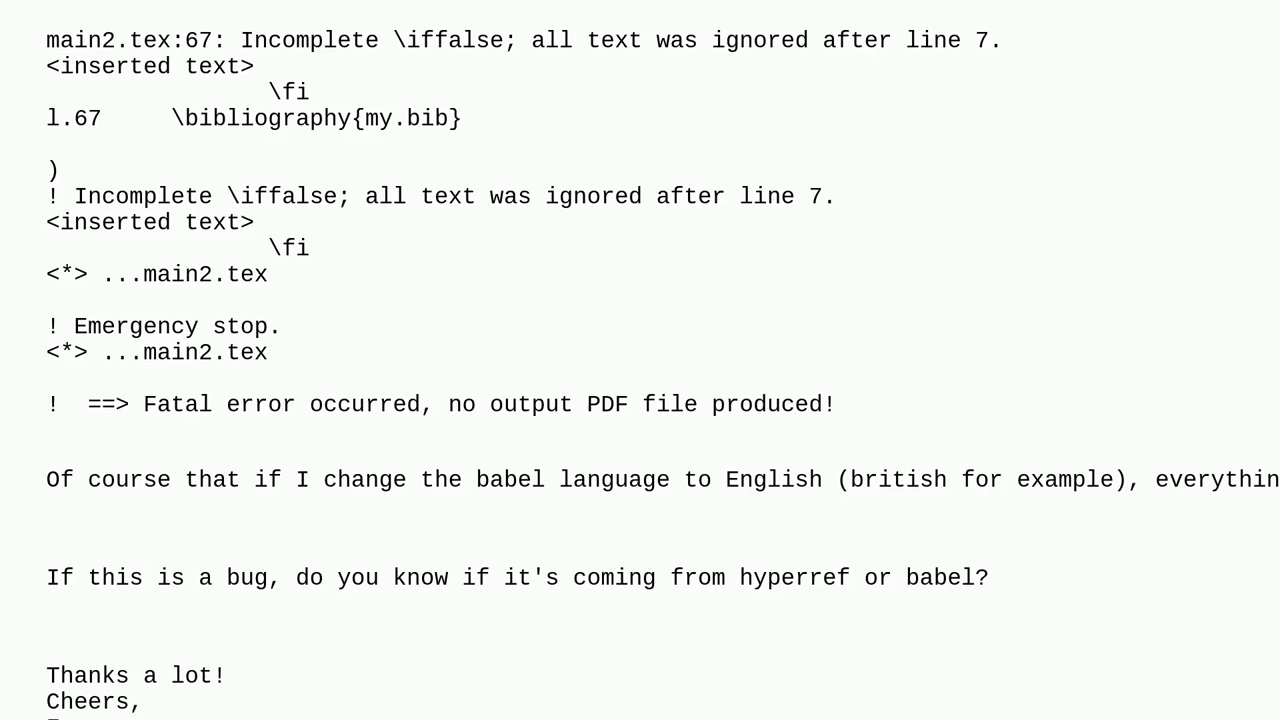 main2.tex:67: Incomplete \iffalse; all text was ignored after line 7.
<inserted text>
                \fi
l.67     \bibliography{my.bib}
)
! Incomplete \iffalse; all text was ignored after line 7.
<inserted text>
                \fi
<*> ...main2.tex
! Emergency stop.
<*> ...main2.tex
!  ==> Fatal error occurred, no output PDF file produced!
Of course that if I change the babel language to English (british for example), everythin
If this is a bug, do you know if it's coming from hyperref or babel?
Thanks a lot!
Cheers,